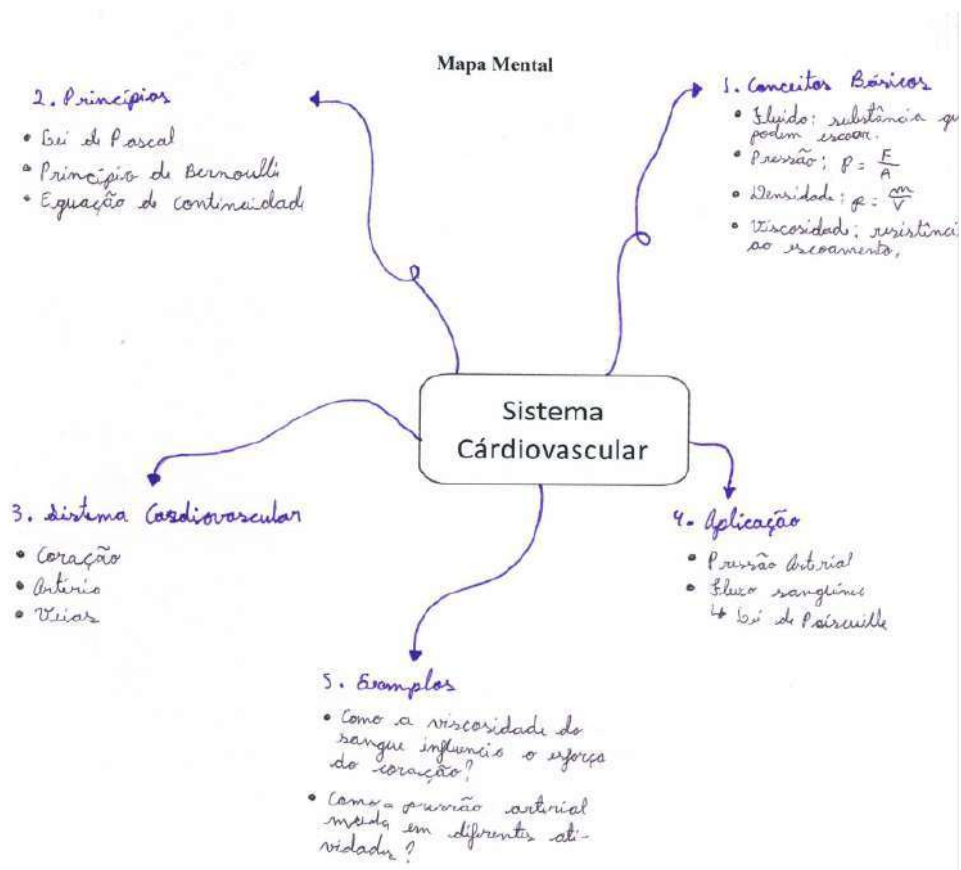 Mapa Mental
1. Conceitos Básicos
• Fluido: substância qu
podem escoar.
• Pressão: P = F/A
• Densidade: ρ = m/V
• Viscosidade: resistênci
ao escoamento,
2. Princípios
• Lei de Pascal
• Princípio de Bernoulli
• Equação de continuidade
Sistema
Cárdiovascular
3. Sistema Cardiovascular
• Coração
• Artério
• Veias
4. Aplicação
• Pressão Arterial
• Fluxo sanguíneo
↳ Lei de Poiseuille
5. Exemplos
• Como a viscosidade do
sangue influencia o esforço
do coração?
• Como a pressão arterial
muda em diferentes ati-
vidades?